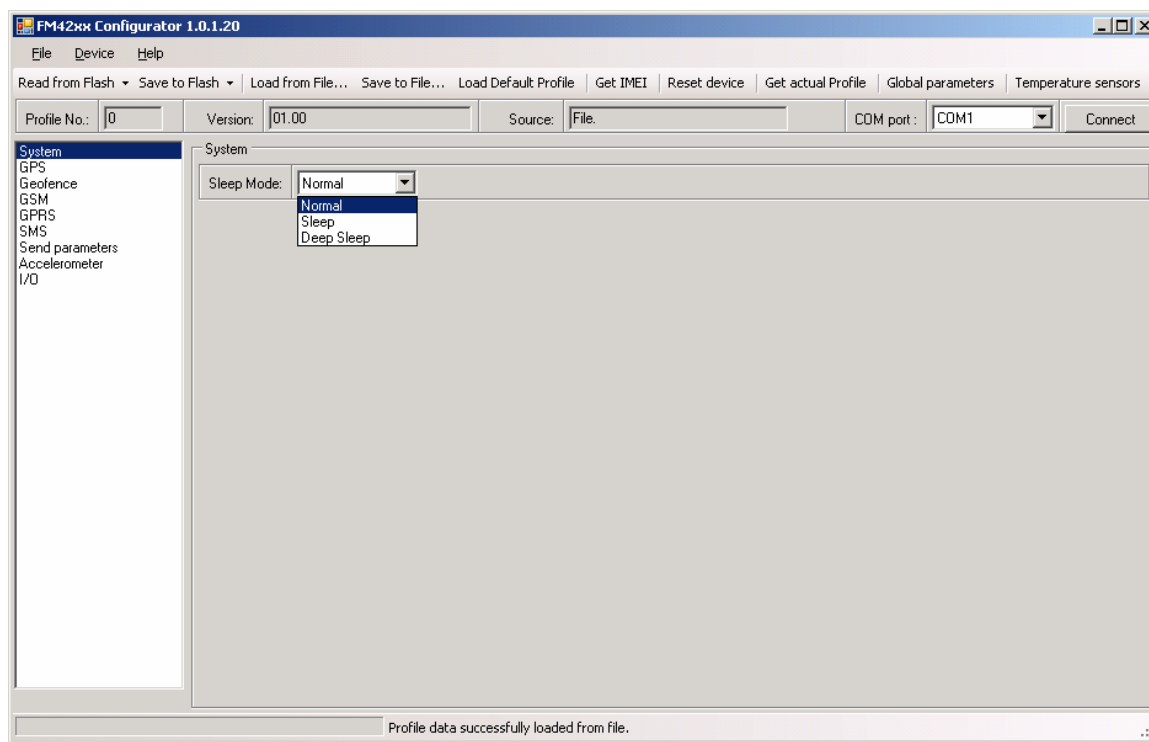 FM42xx Configurator 1.0.1.20
File Device Help
Read from Flash Save to Flash Load from File... Save to File... Load Default Profile Get IMEI Reset device Get actual Profile Global parameters Temperature sensors
Profile No.: 0 Version: 01.00 Source: File. COM port : COM1 Connect
System
GPS
Geofence
GSM
GPRS
SMS
Send parameters
Accelerometer
I/O
System
Sleep Mode: Normal
Normal
Sleep
Deep Sleep
Profile data successfully loaded from file.